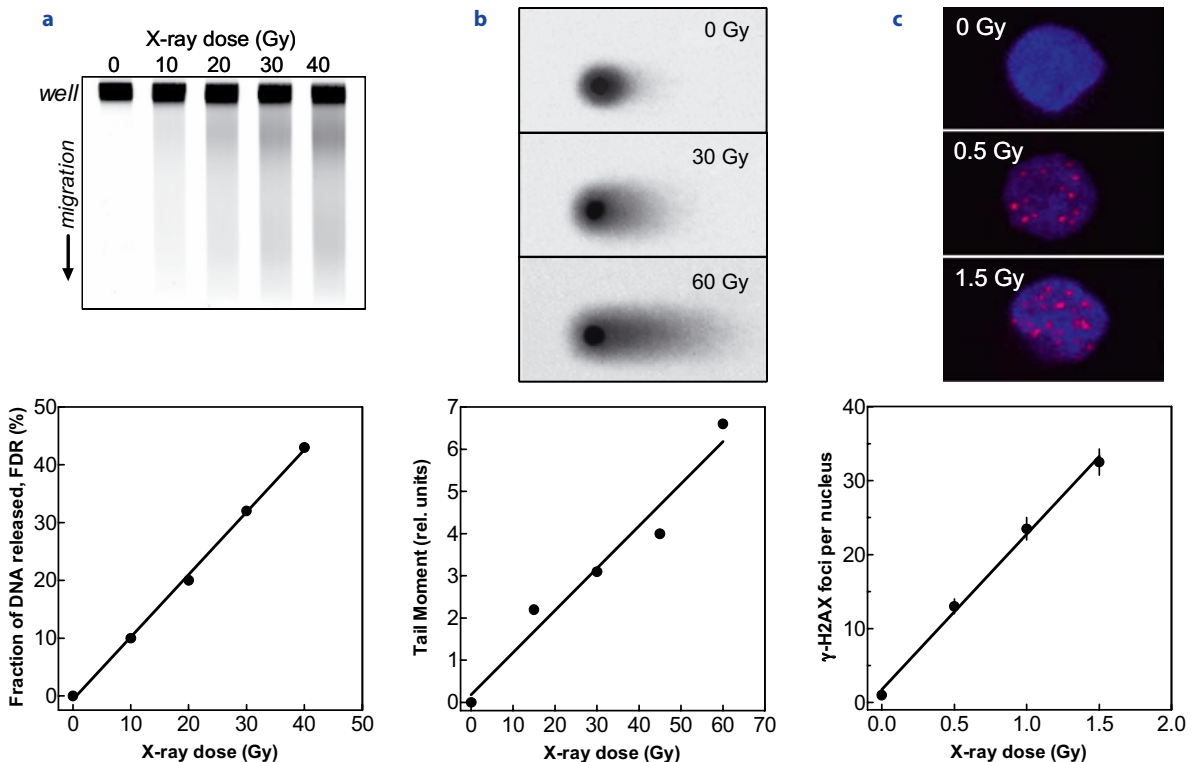 a
X-ray dose (Gy)
0 10 20 30 40
well
migration
b
0 Gy
30 Gy
60 Gy
c
0 Gy
0.5 Gy
1.5 Gy
Fraction of DNA released, FDR (%)
50
40
30
20
10
0
0 10 20 30 40 50
X-ray dose (Gy)
Tail Moment (rel. units)
7
6
5
4
3
2
1
0
0 10 20 30 40 50 60 70
X-ray dose (Gy)
γ-H2AX foci per nucleus
40
30
20
10
0
0.0 0.5 1.0 1.5 2.0
X-ray dose (Gy)